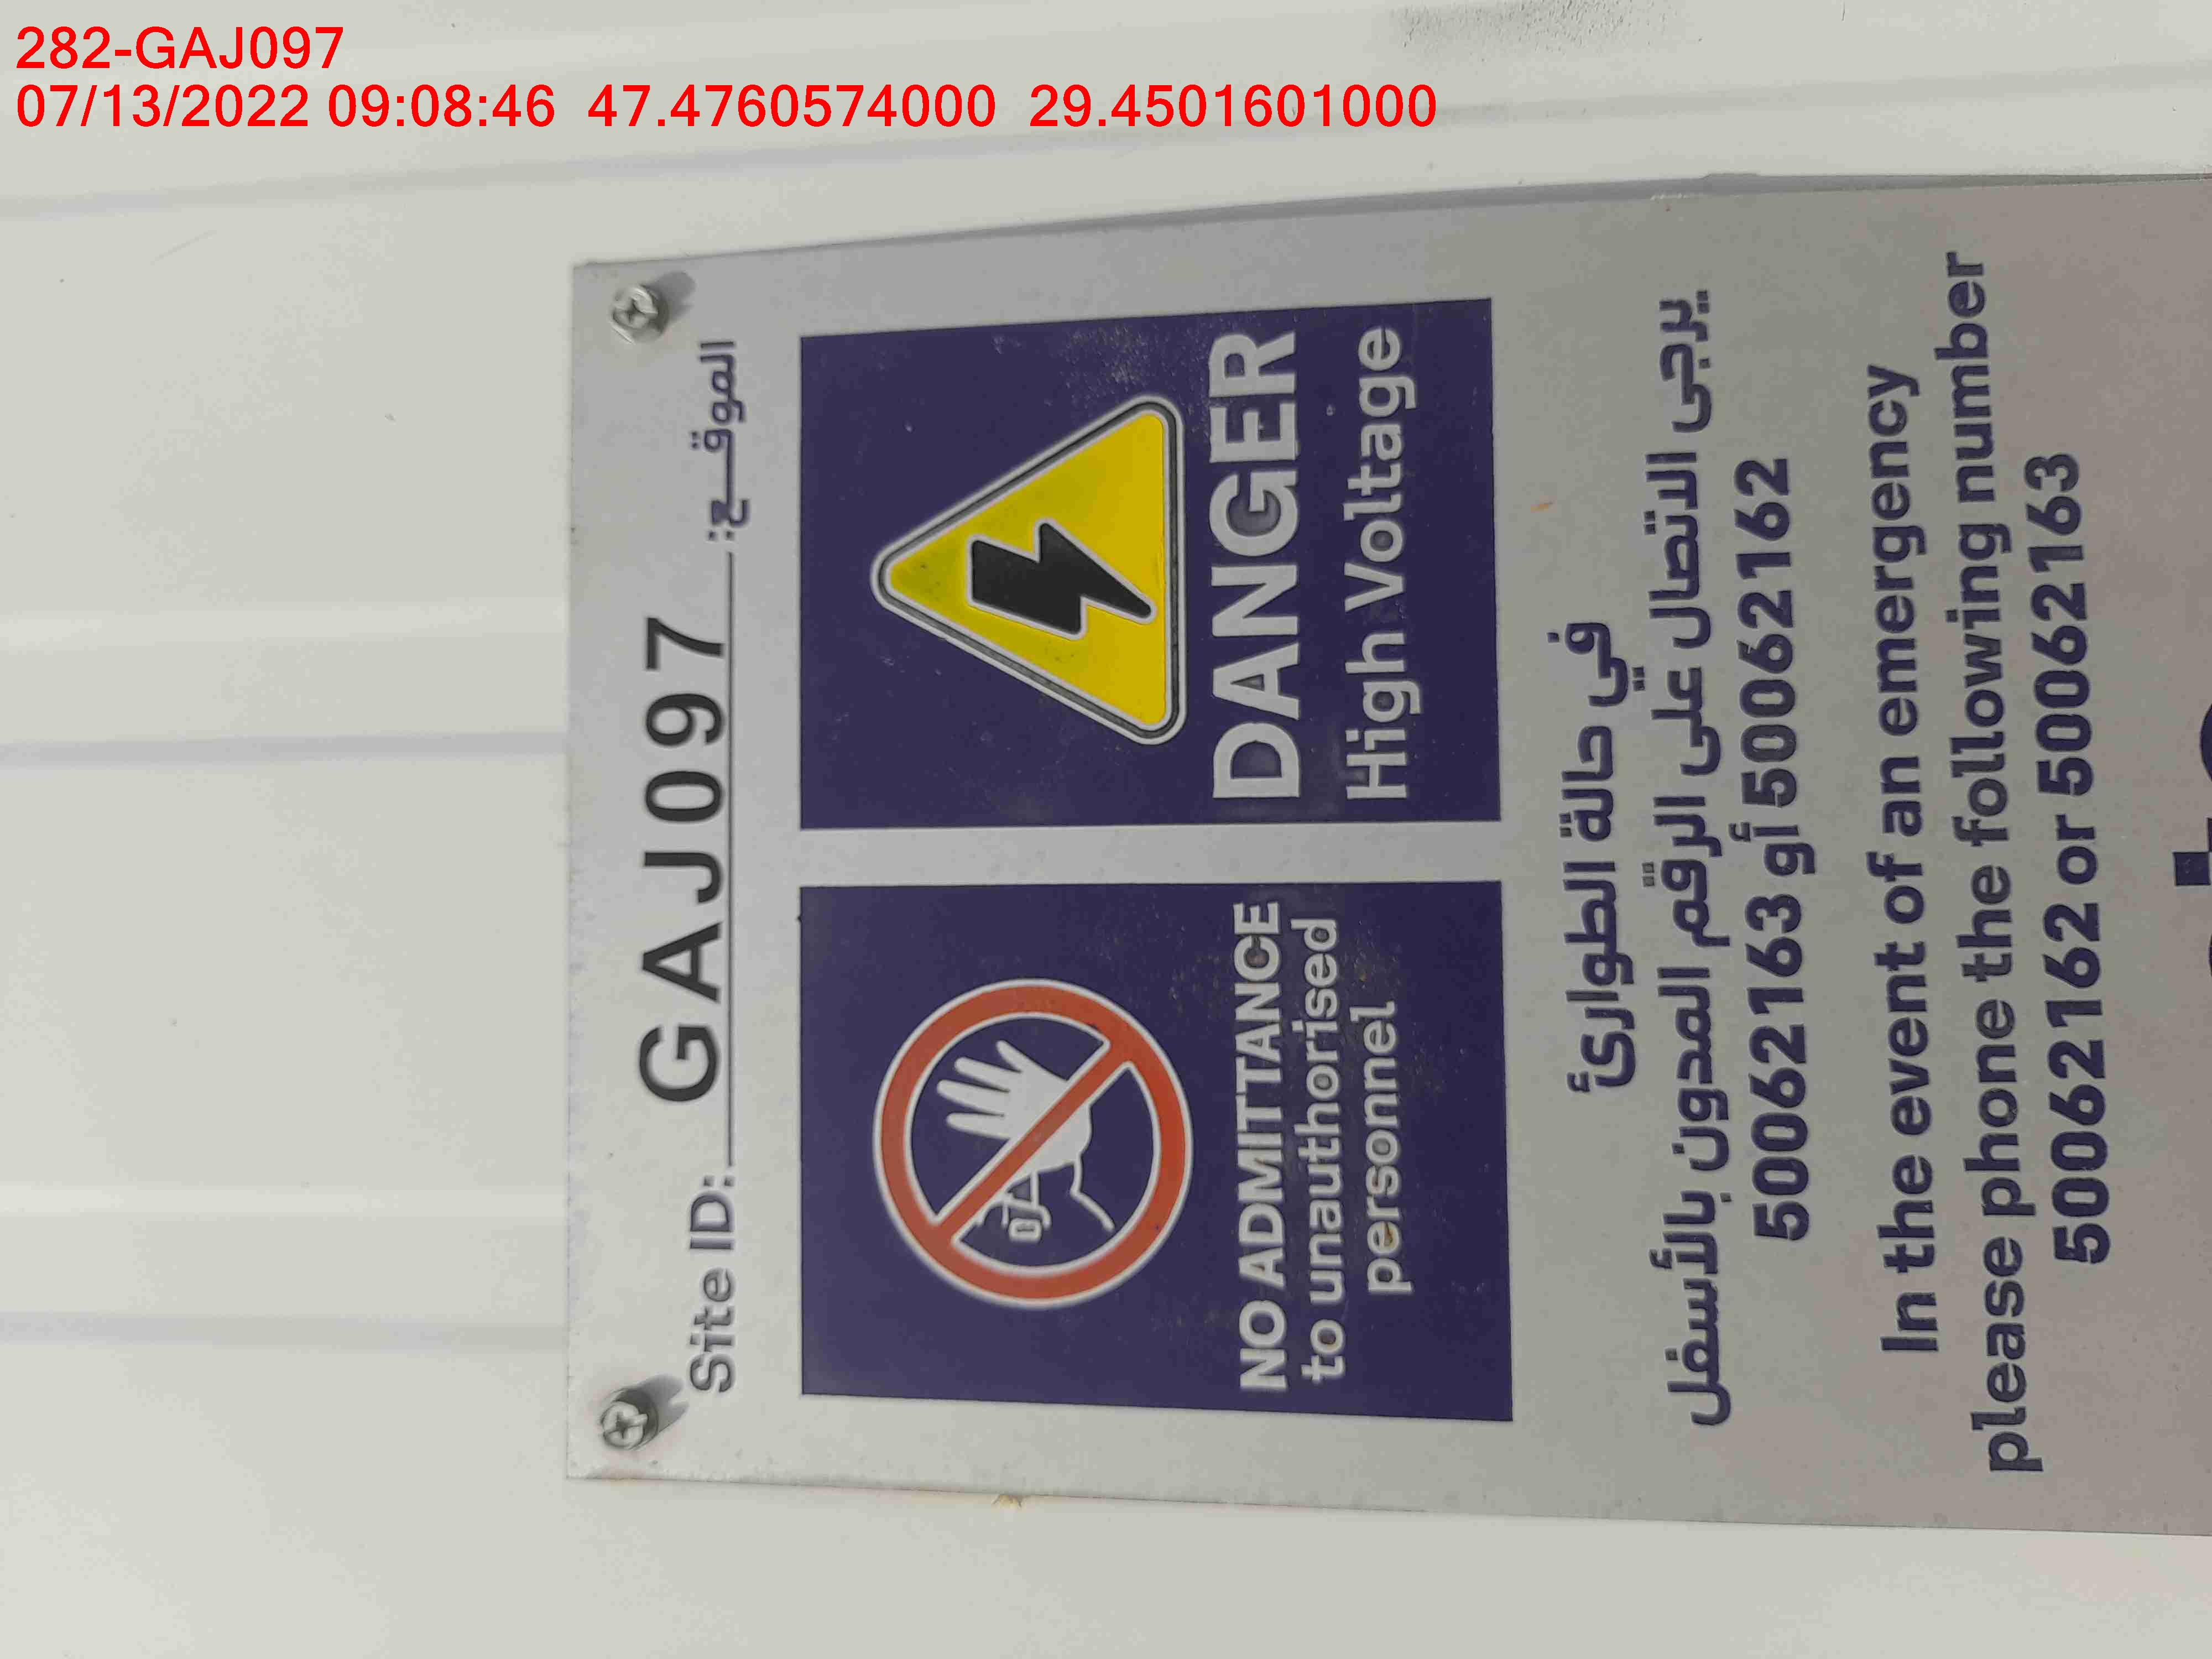 282-GAJ097
07/13/2022 09:08:46 47.4760574000 29.4501601000
Site ID: GAJ097 الموقـــع:
NO ADMITTANCE
to unauthorised
personnel
DANGER
High Voltage
في حالة الطوارئ
يرجى الاتصال على الرقم المدون بالأسفل
50062162 أو 50062163
In the event of an emergency
please phone the following number
50062162 or 50062163